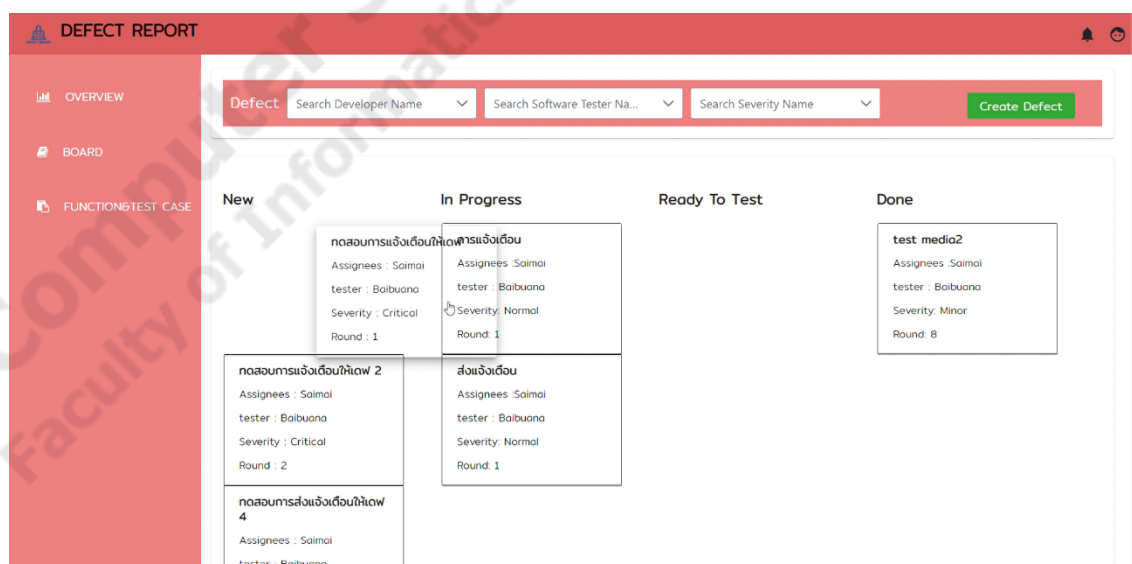 DEFECT REPORT
OVERVIEW
BOARD
FUNCTION&TEST CASE
Defect
Search Developer Name
Search Software Tester Na...
Search Severity Name
Create Defect
New
In Progress
Ready To Test
Done
ทดสอบการแจ้งเตือนให้เดฟ
Assignees : Saimai
tester : Baibuana
Severity : Critical
Round : 1
ทดสอบการแจ้งเตือนให้เดฟ 2
Assignees : Saimai
tester : Baibuana
Severity : Critical
Round : 2
ทดสอบการส่งแจ้งเตือนให้เดฟ
4
Assignees : Saimai
tester : Baibuana
การแจ้งเตือน
Assignees :Saimai
tester : Baibuana
Severity: Normal
Round: 1
ส่งแจ้งเตือน
Assignees :Saimai
tester : Baibuana
Severity: Normal
Round: 1
test media2
Assignees :Saimai
tester : Baibuana
Severity: Minor
Round: 8
Computer
Faculty of Informatics